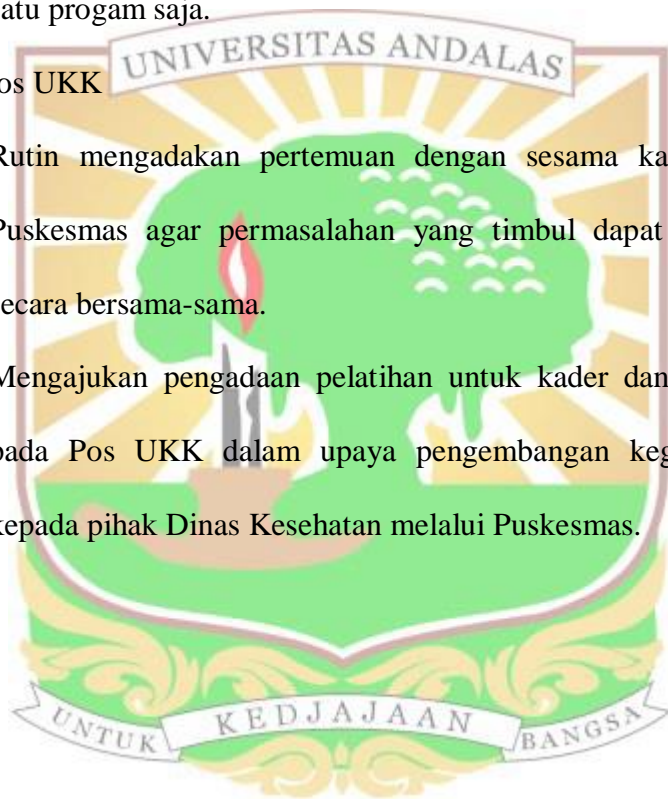 atu progam saja.
UNIVERSITAS ANDALAS
os UKK
Rutin mengadakan pertemuan dengan sesama ka
Puskesmas agar permasalahan yang timbul dapat
ecara bersama-sama.
Mengajukan pengadaan pelatihan untuk kader dan
pada Pos UKK dalam upaya pengembangan keg
kepada pihak Dinas Kesehatan melalui Puskesmas.
UNTUK KEDJAJAAN BANGSA